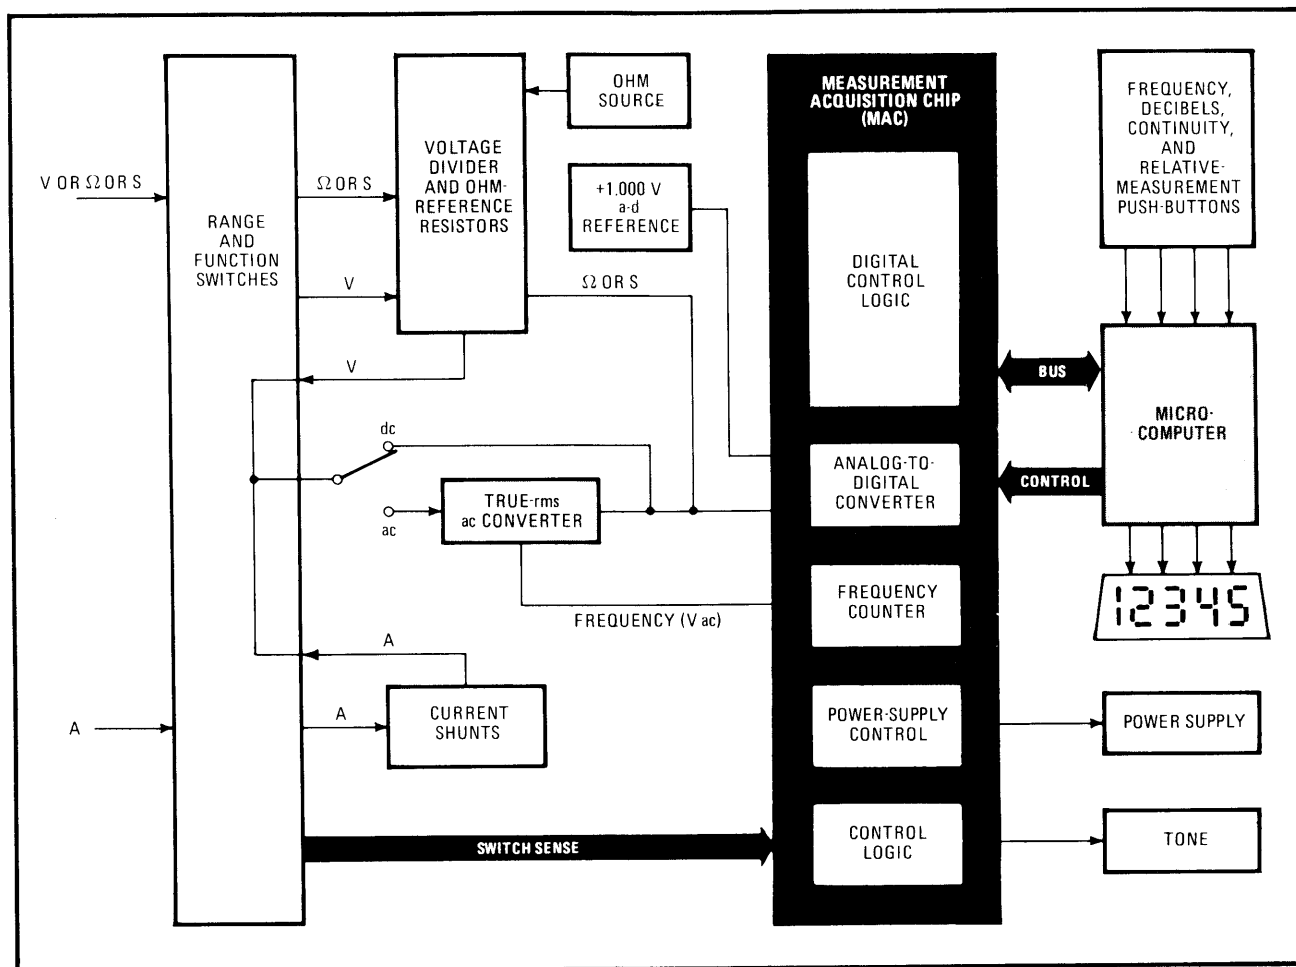 V OR Ω OR S
A
RANGE
AND
FUNCTION
SWITCHES
Ω OR S
V
V
VOLTAGE
DIVIDER
AND OHM-
REFERENCE
RESISTORS
OHM
SOURCE
+1.000 V
a-d
REFERENCE
Ω OR S
dc
ac
TRUE-rms
ac CONVERTER
FREQUENCY (V ac)
A
A
CURRENT
SHUNTS
SWITCH SENSE
MEASUREMENT
ACQUISITION CHIP
(MAC)
DIGITAL
CONTROL
LOGIC
ANALOG-TO-
DIGITAL
CONVERTER
FREQUENCY
COUNTER
POWER-SUPPLY
CONTROL
CONTROL
LOGIC
BUS
CONTROL
FREQUENCY,
DECIBELS,
CONTINUITY,
AND
RELATIVE-
MEASUREMENT
PUSH-BUTTONS
MICRO-
COMPUTER
12345
POWER SUPPLY
TONE